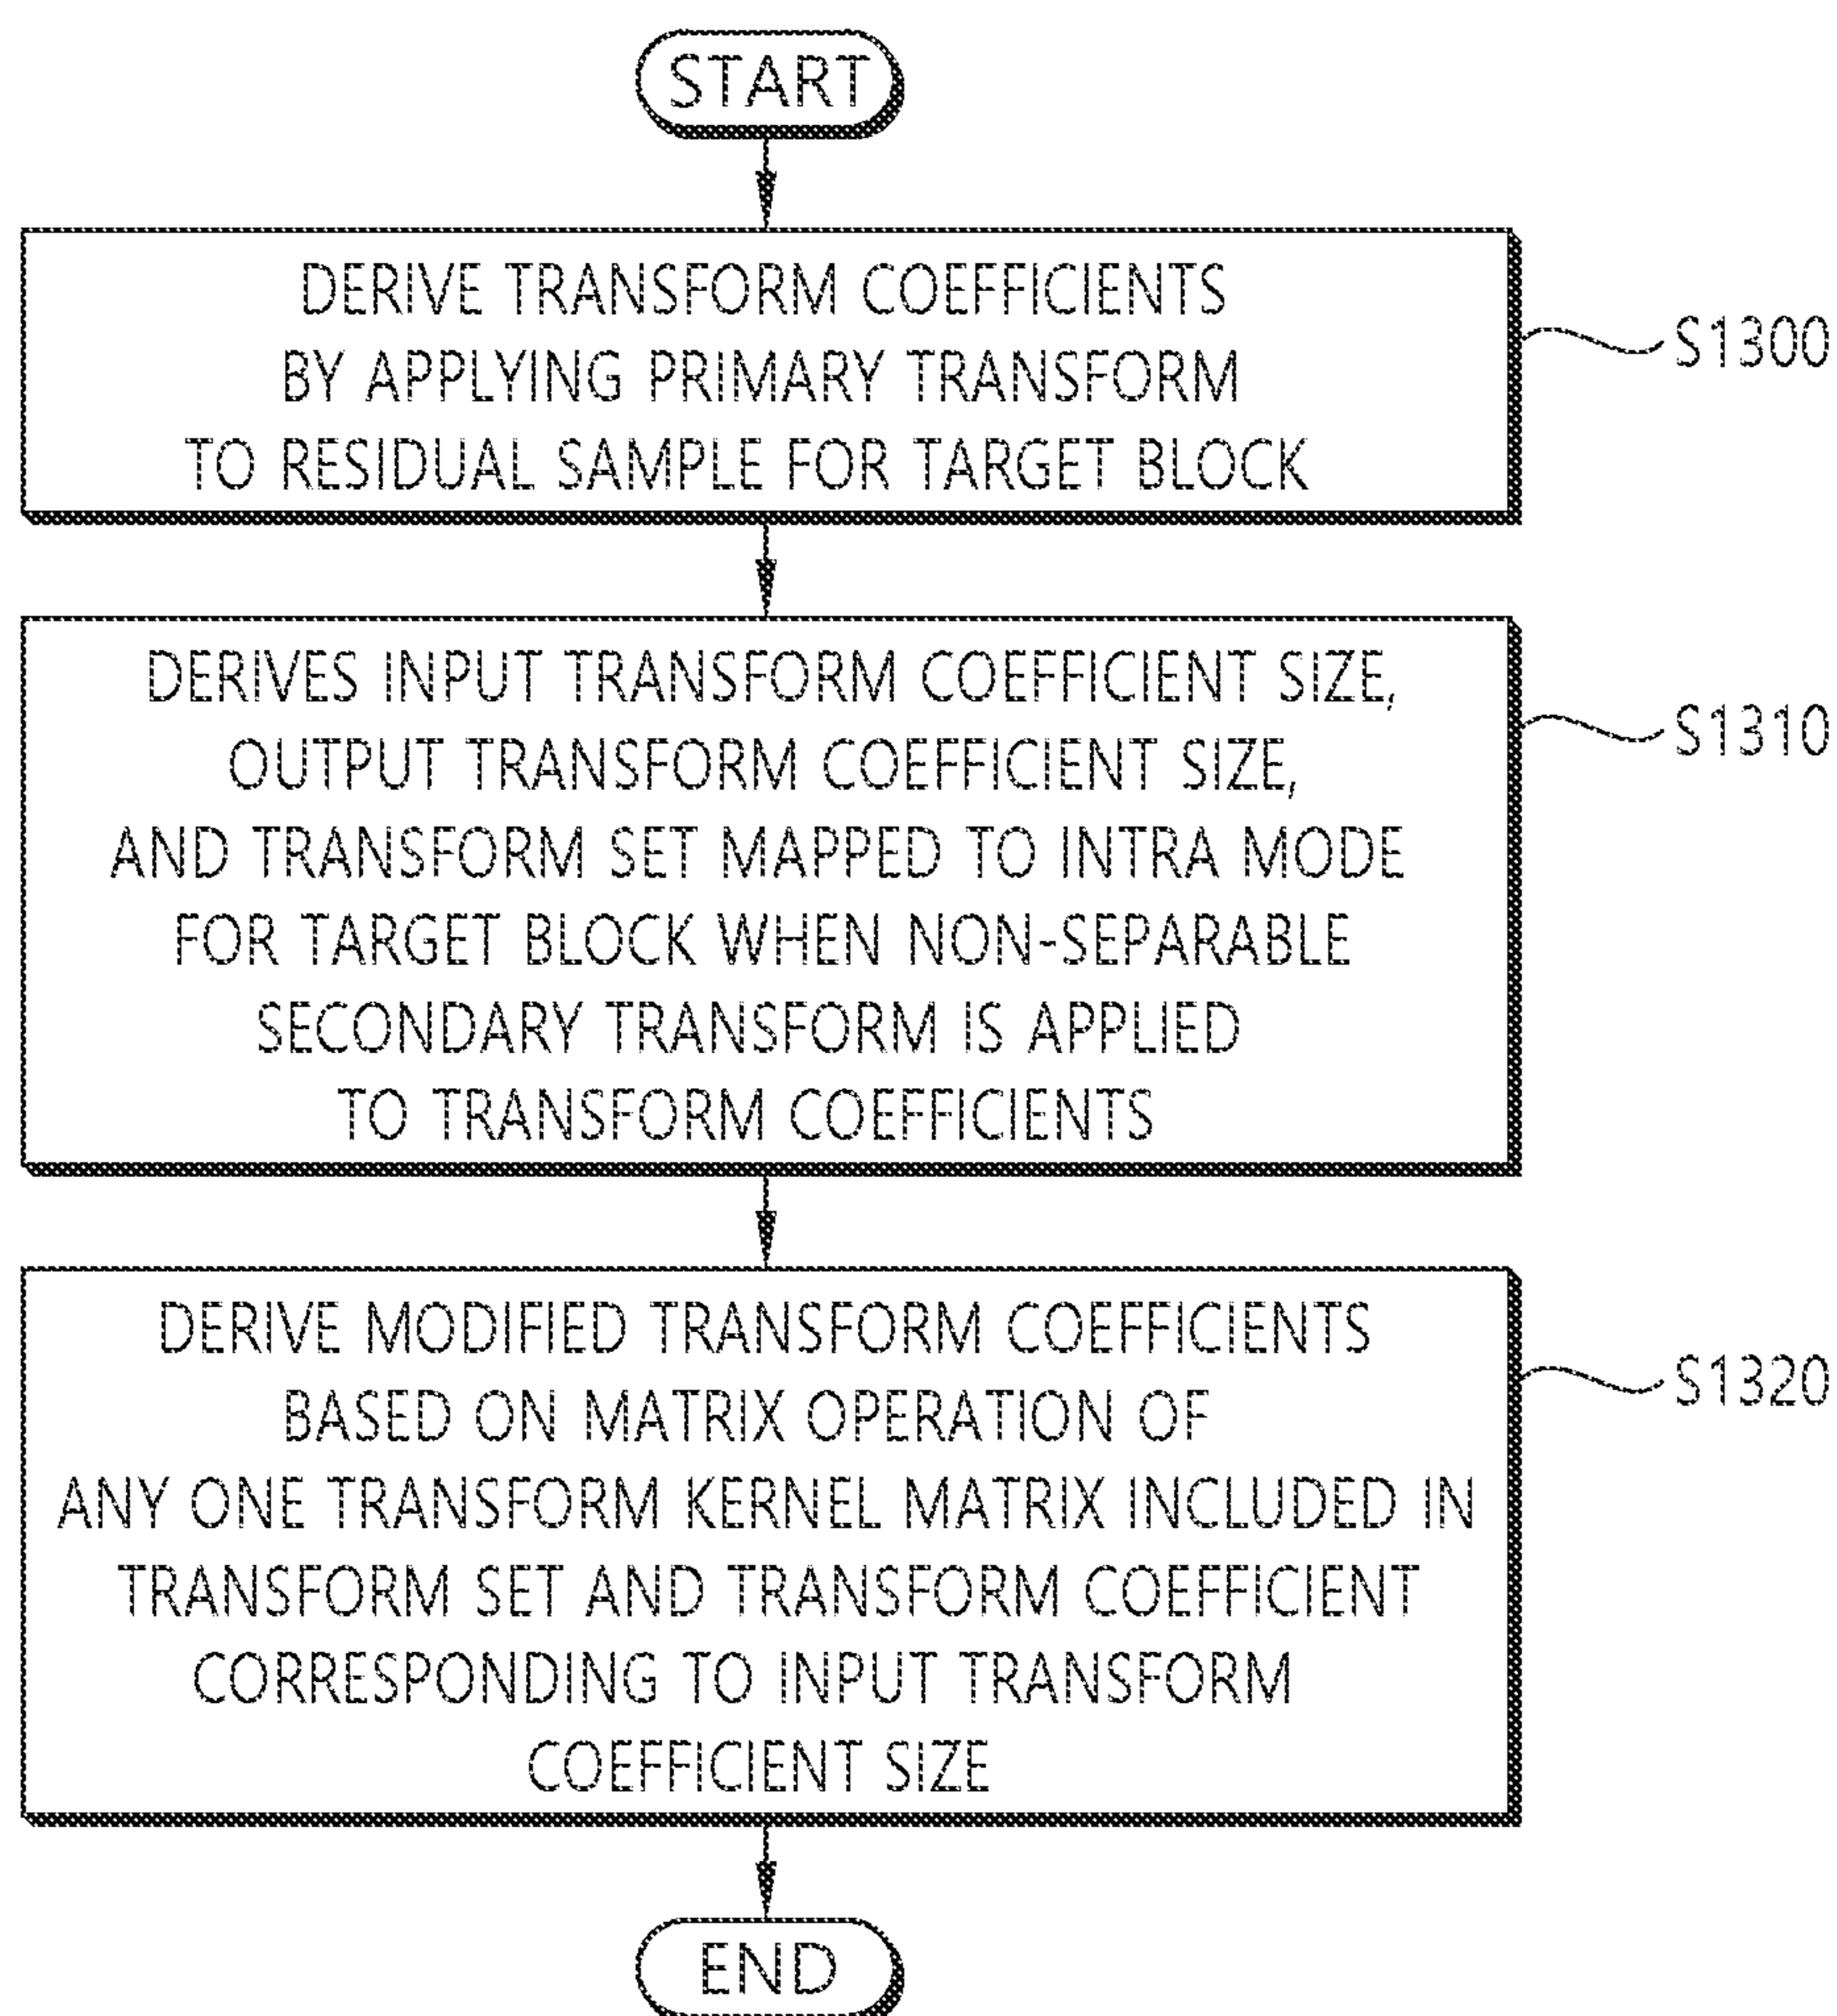 START
DERIVE TRANSFORM COEFFICIENTS
BY APPLYING PRIMARY TRANSFORM
TO RESIDUAL SAMPLE FOR TARGET BLOCK
S1300
DERIVES INPUT TRANSFORM COEFFICIENT SIZE,
OUTPUT TRANSFORM COEFFICIENT SIZE,
AND TRANSFORM SET MAPPED TO INTRA MODE
FOR TARGET BLOCK WHEN NON-SEPARABLE
SECONDARY TRANSFORM IS APPLIED
TO TRANSFORM COEFFICIENTS
S1310
DERIVE MODIFIED TRANSFORM COEFFICIENTS
BASED ON MATRIX OPERATION OF
ANY ONE TRANSFORM KERNEL MATRIX INCLUDED IN
TRANSFORM SET AND TRANSFORM COEFFICIENT
CORRESPONDING TO INPUT TRANSFORM
COEFFICIENT SIZE
S1320
END